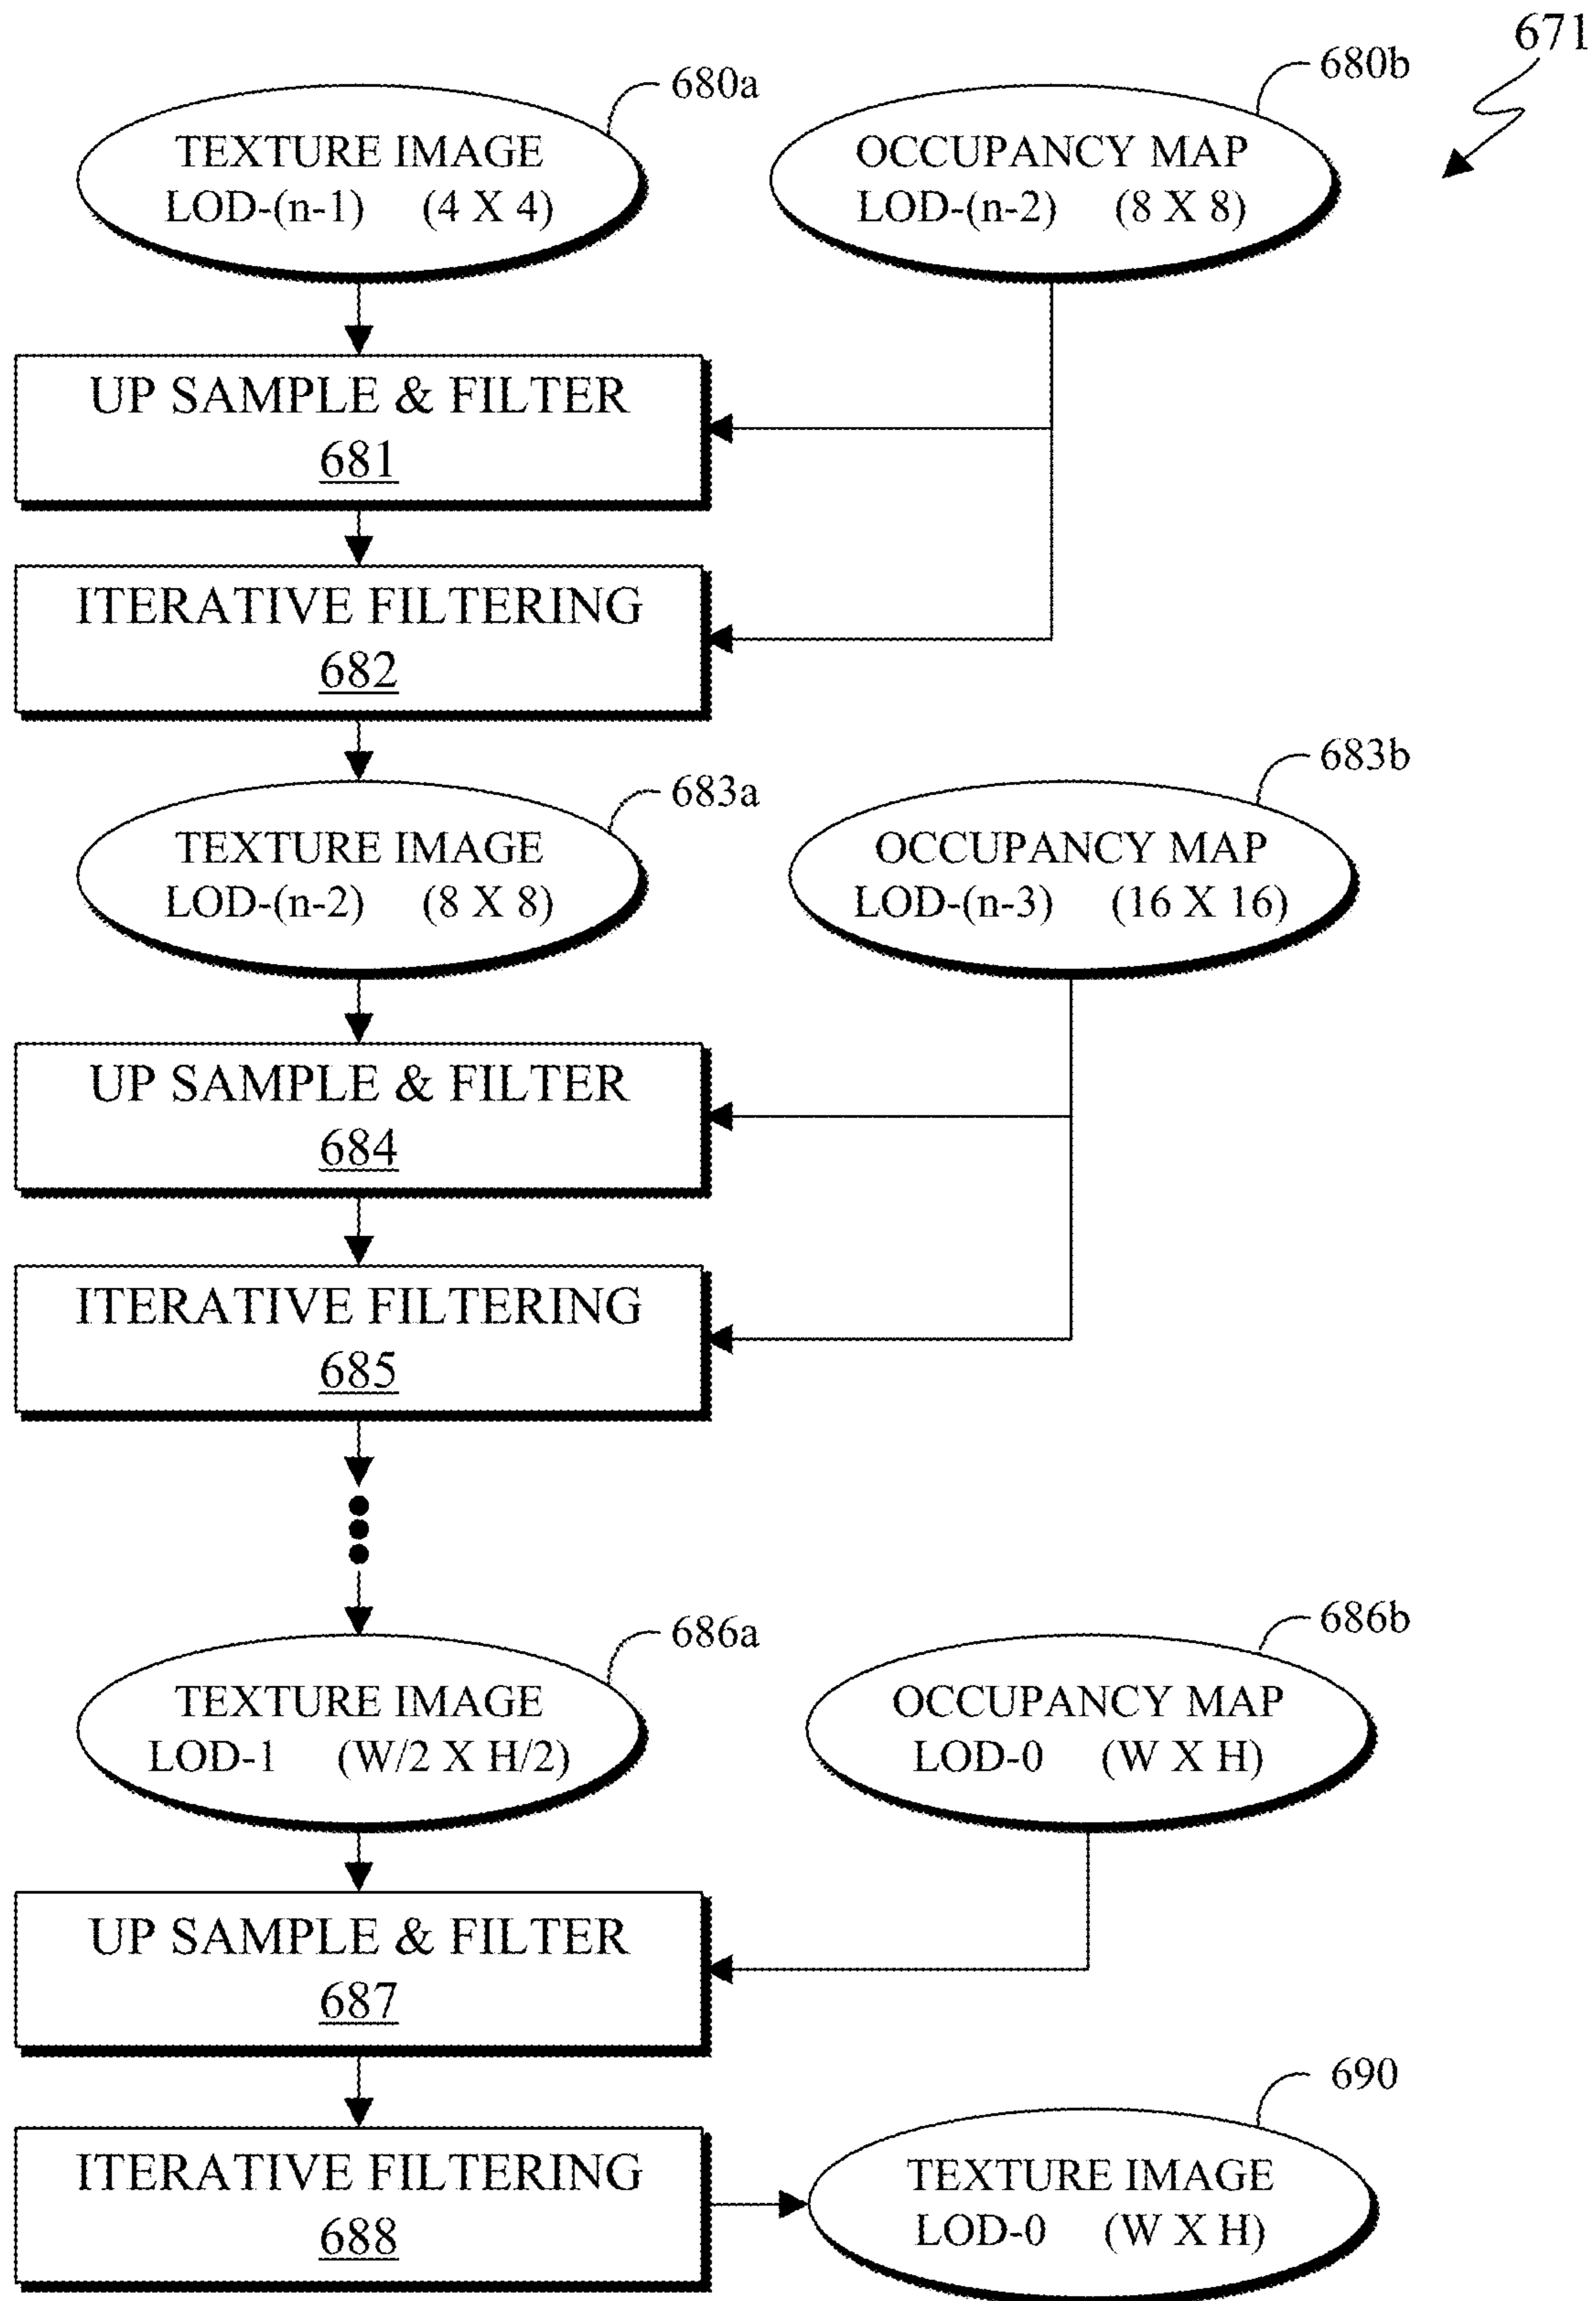 671
680a
680b
TEXTURE IMAGE
LOD-(n-1) (4 X 4)
OCCUPANCY MAP
LOD-(n-2) (8 X 8)
UP SAMPLE & FILTER
681
ITERATIVE FILTERING
682
683a
683b
TEXTURE IMAGE
LOD-(n-2) (8 X 8)
OCCUPANCY MAP
LOD-(n-3) (16 X 16)
UP SAMPLE & FILTER
684
ITERATIVE FILTERING
685
686a
686b
TEXTURE IMAGE
LOD-1 (W/2 X H/2)
OCCUPANCY MAP
LOD-0 (W X H)
UP SAMPLE & FILTER
687
690
ITERATIVE FILTERING
688
TEXTURE IMAGE
LOD-0 (W X H)